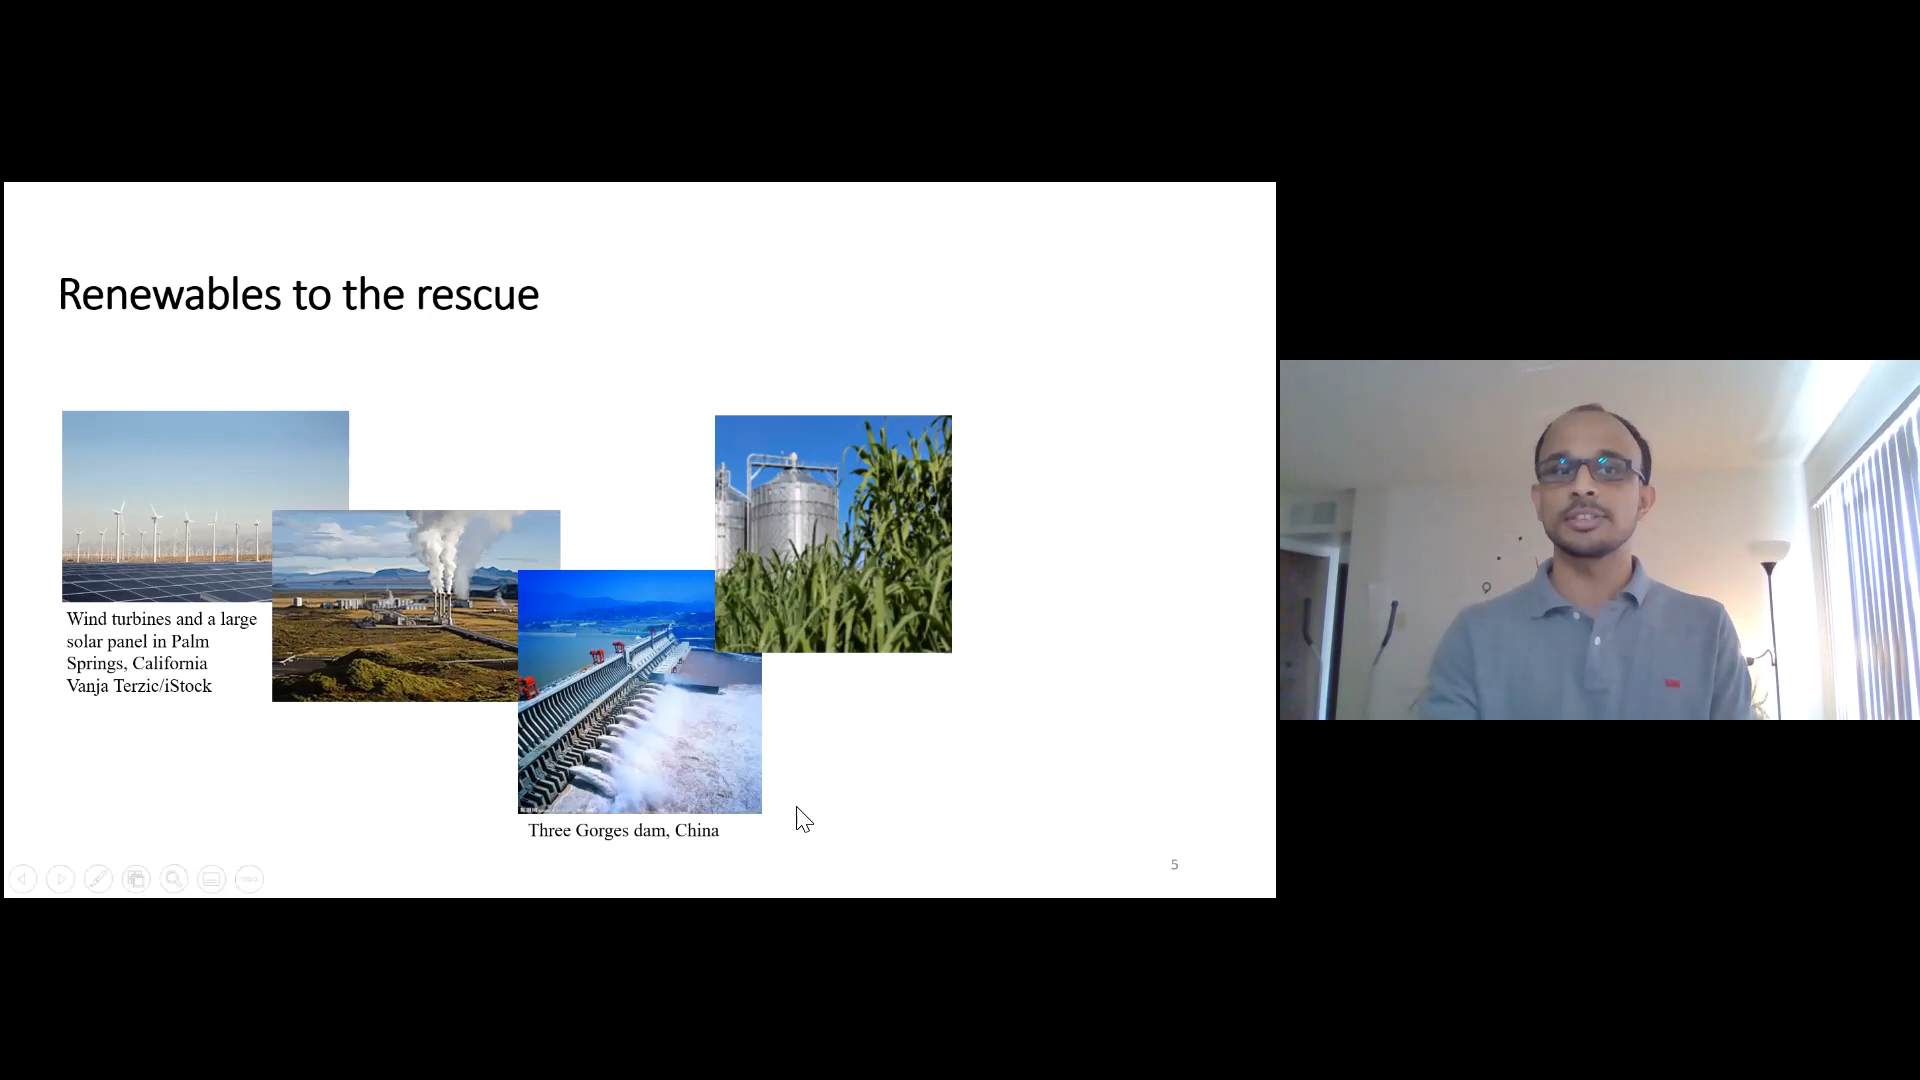 Renewables to the rescue
Wind turbines and a large
solar panel in Palm
Springs, California
Vanja Terzic/iStock
Three Gorges dam, China
5